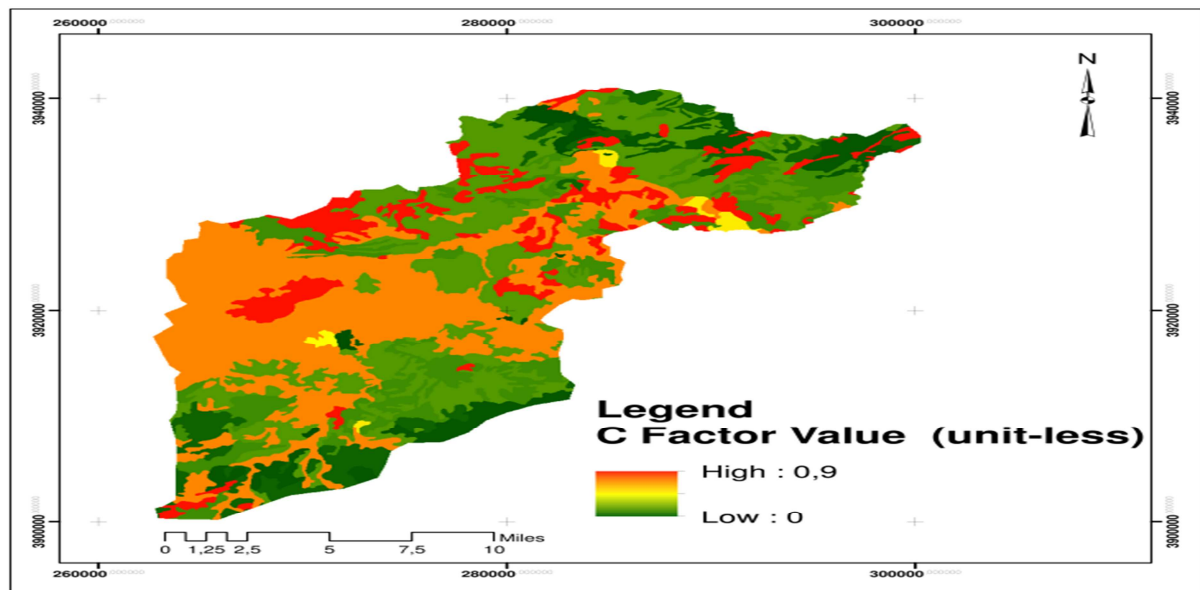 260000 280000 300000
N
3940000 3940000
3920000 3920000
Legend
C Factor Value (unit-less)
High : 0,9
Low : 0
3900000 3900000
Miles
0 1,25 2,5 5 7,5 10
260000 280000 300000